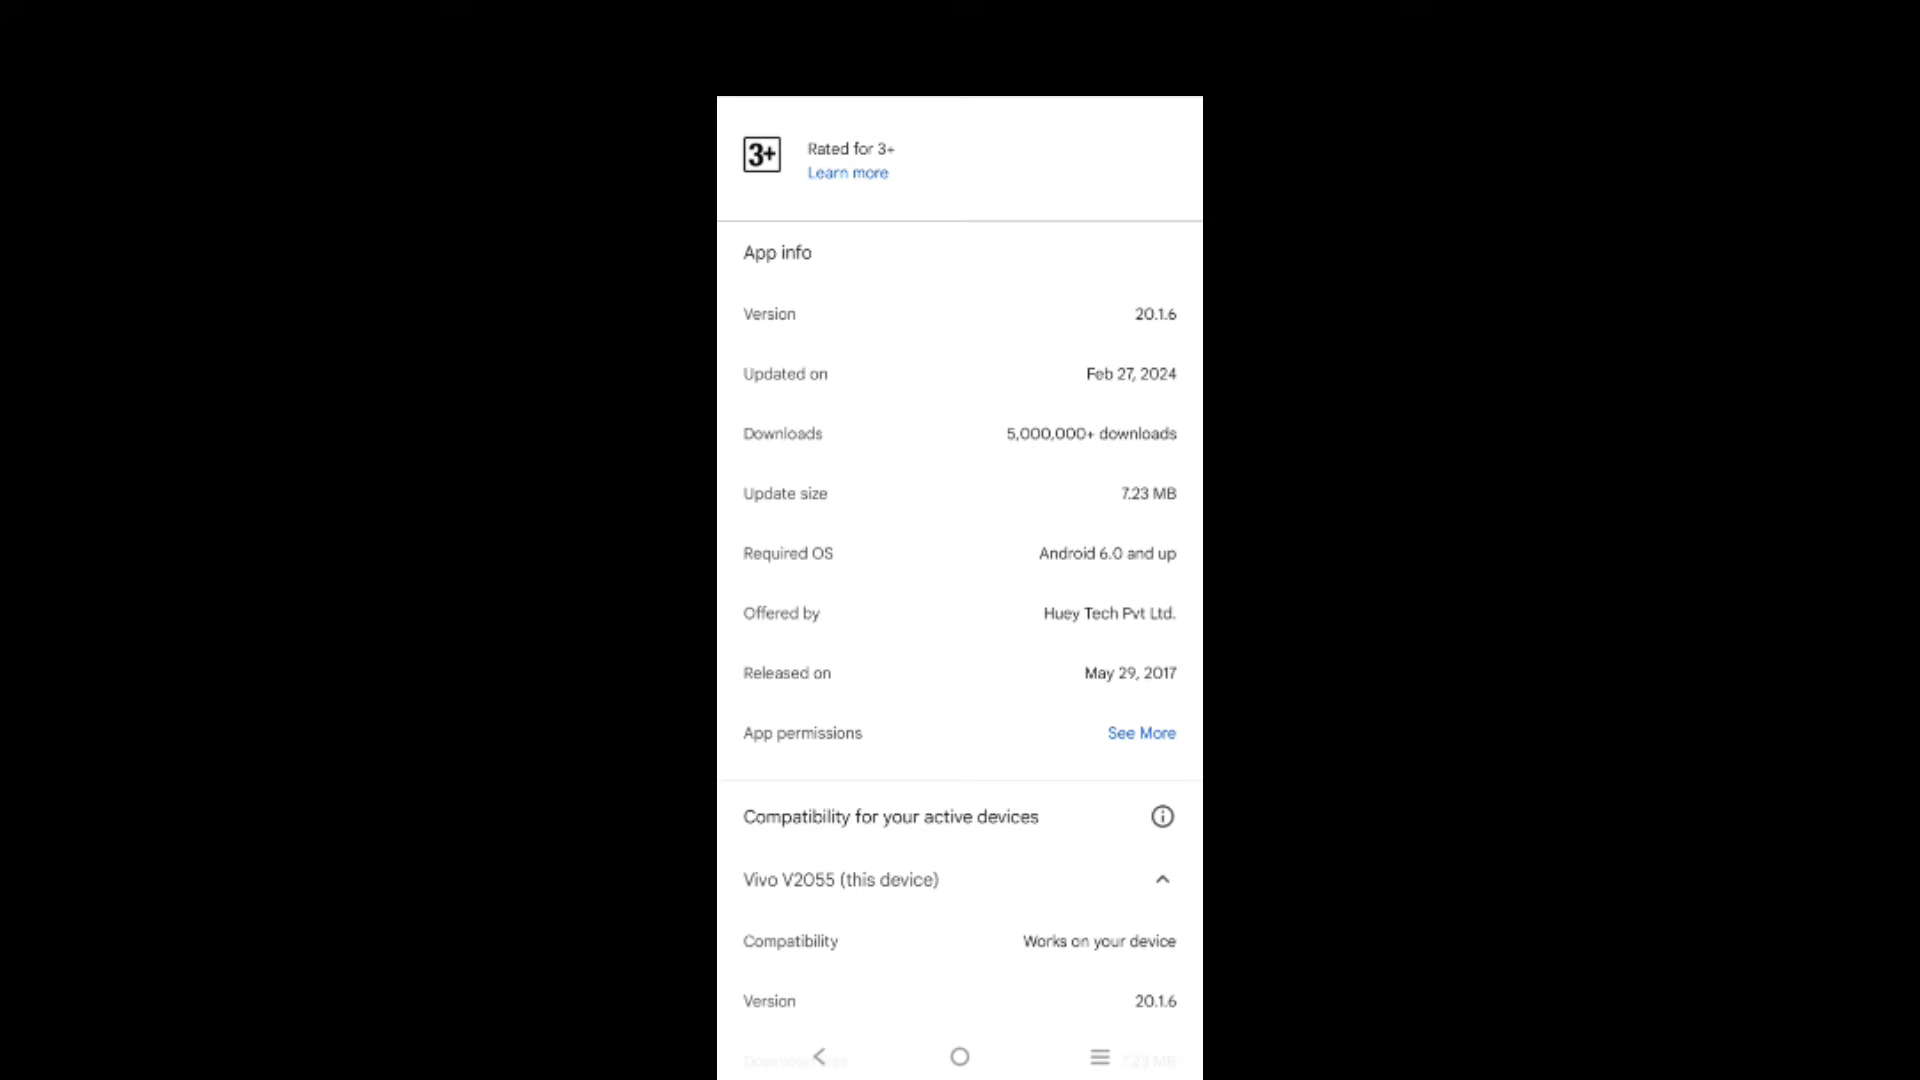 3+
Rated for 3+
Learn more
App info
Version 20.1.6
Updated on Feb 27, 2024
Downloads 5,000,000+ downloads
Update size 7.23 MB
Required OS Android 6.0 and up
Offered by Huey Tech Pvt Ltd.
Released on May 29, 2017
App permissions See More
Compatibility for your active devices
Vivo V2055 (this device)
Compatibility Works on your device
Version 20.1.6
7.23 MB